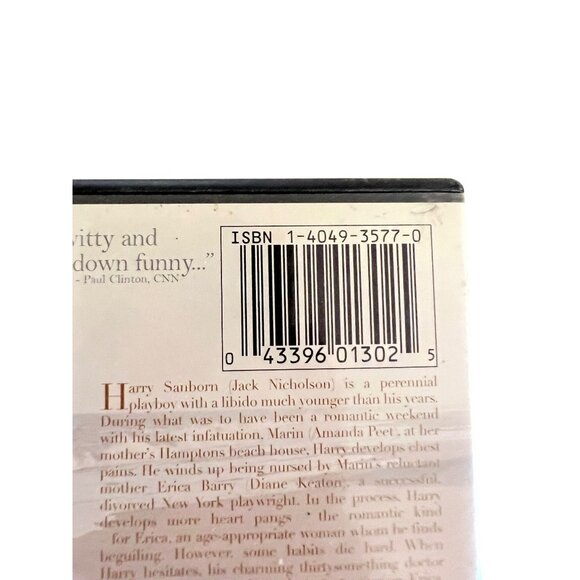 witty and
down funny..."
- Paul Clinton, CNN
ISBN 1-4049-3577-0
0 43396 01302 5
Harry Sanborn (Jack Nicholson) is a perennial
playboy with a libido much younger than his years.
During what was to have been a romantic weekend
with his latest infatuation, Marin (Amanda Peet), at her
mother's Hamptons beach house, Harry develops chest
pains. He winds up being nursed by Marin's reluctant
mother Erica Barry (Diane Keaton), a successful,
divorced New York playwright. In the process, Harry
develops more heart pangs - the romantic kind
- for Erica, an age-appropriate woman whom he finds
beguiling. However, some habits die hard. When
Harry hesitates, his charming thirtysomething doctor